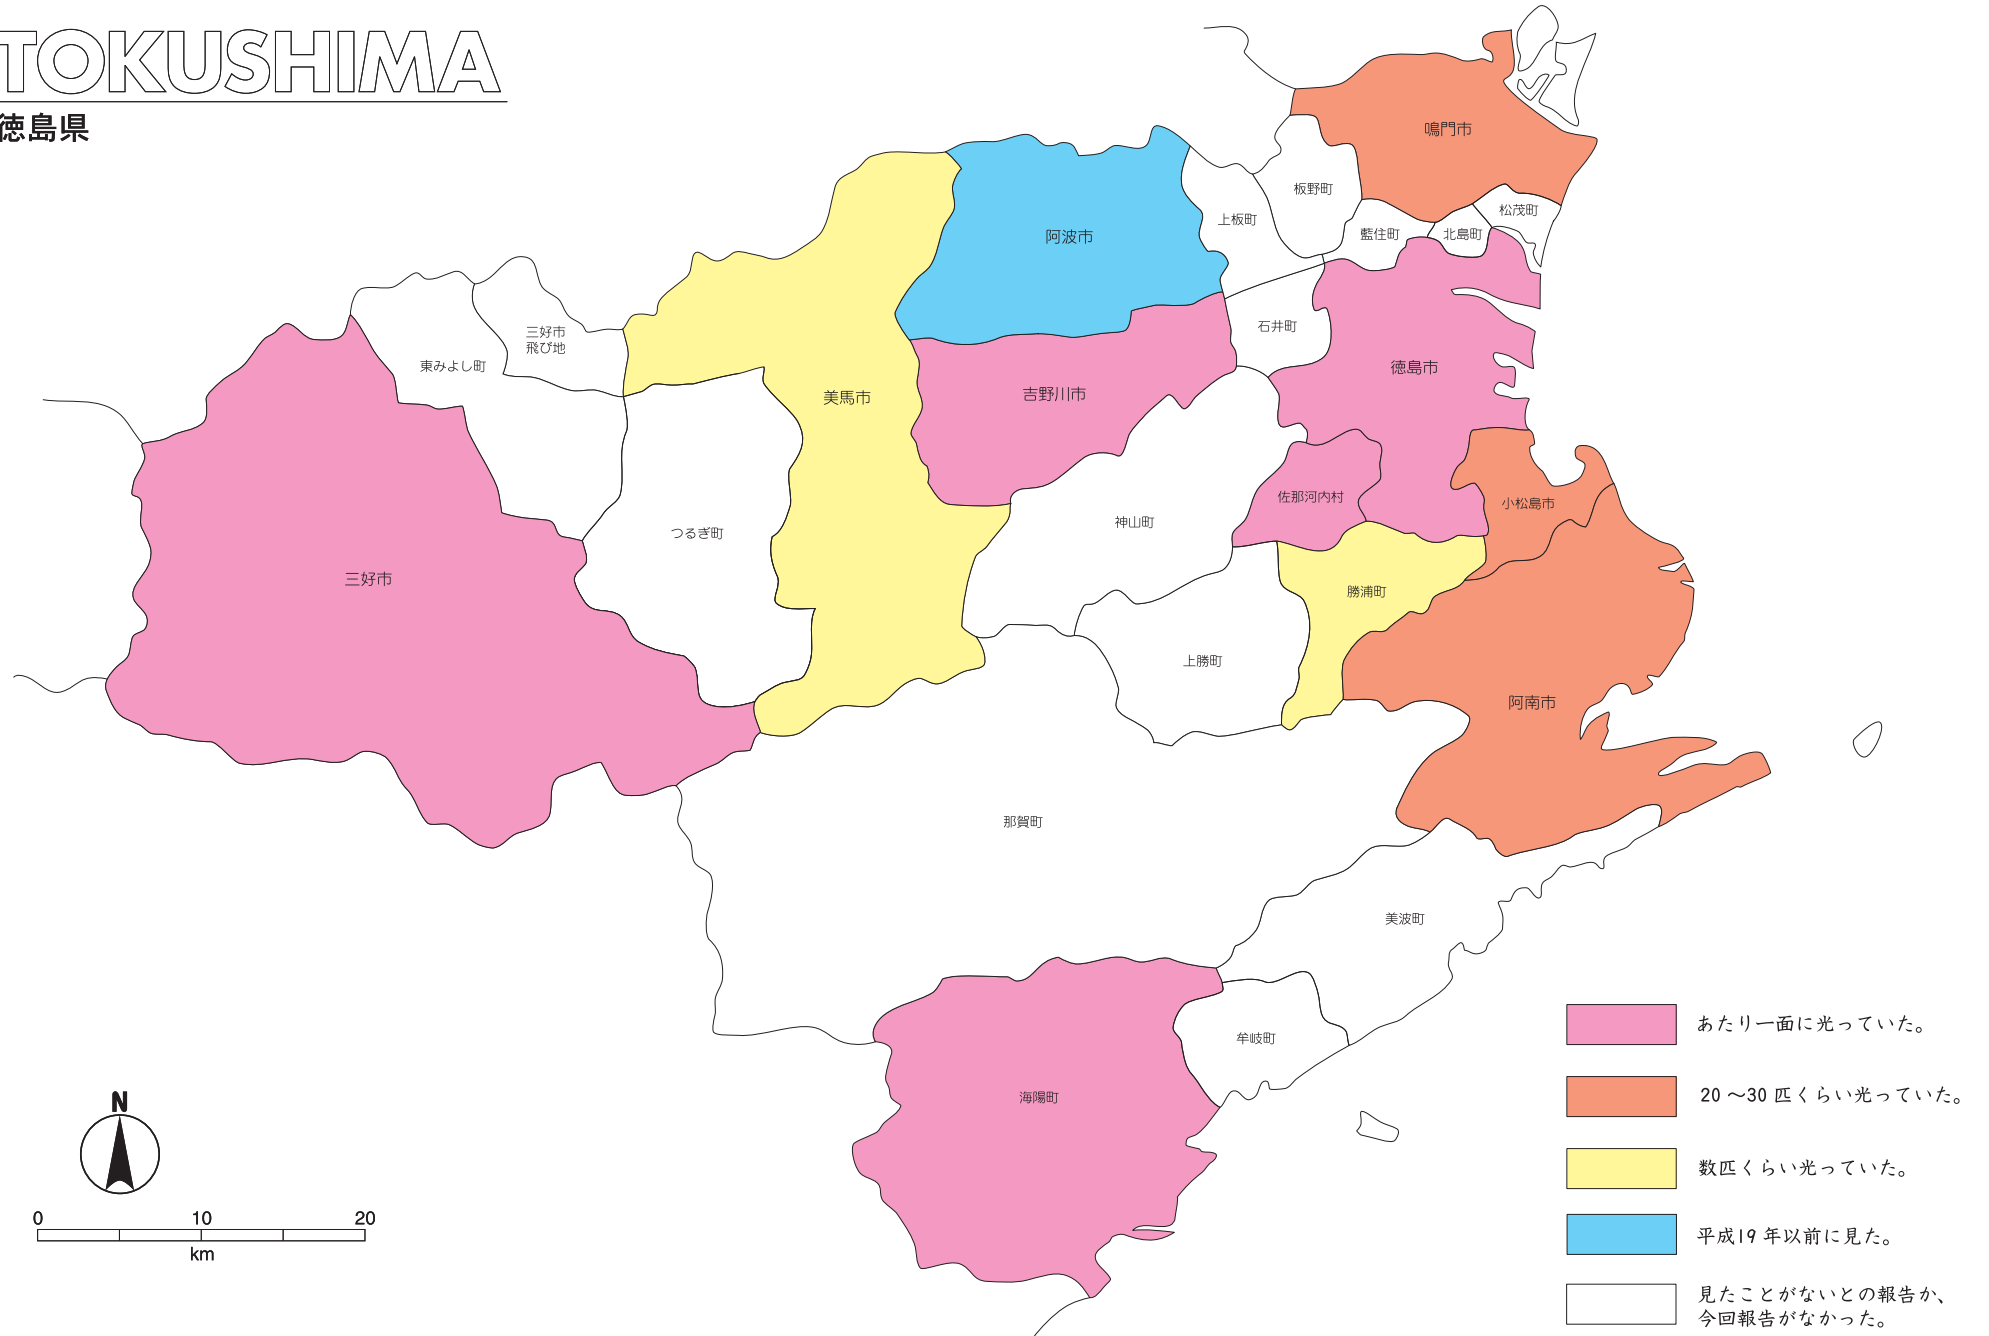 TOKUSHIMA
徳島県
鳴門市
板野町
松茂町
上板町
藍住町
北島町
阿波市
三好市
飛び地
石井町
東みよし町
徳島市
吉野川市
美馬市
佐那河内村
小松島市
神山町
つるぎ町
三好市
勝浦町
上勝町
阿南市
那賀町
美波町
牟岐町
海陽町
あたり一面に光っていた。
20～30匹くらい光っていた。
数匹くらい光っていた。
平成19年以前に見た。
見たことがないとの報告か、
今回報告がなかった。
N
0 10 20
km